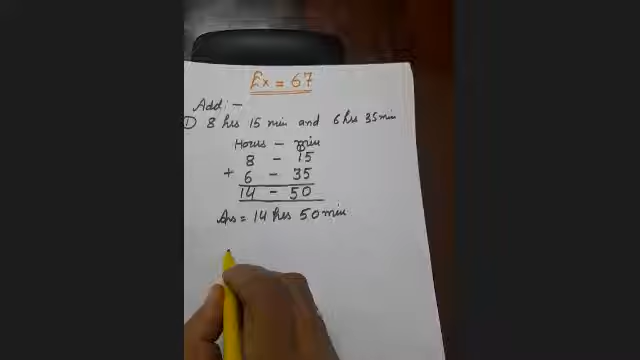 Ex = 67
Add:-
① 8 hrs 15 min and 6 hrs 35 min
Hours - min
8 - 15
+ 6 - 35
14 - 50
Ans = 14 hrs 50 min